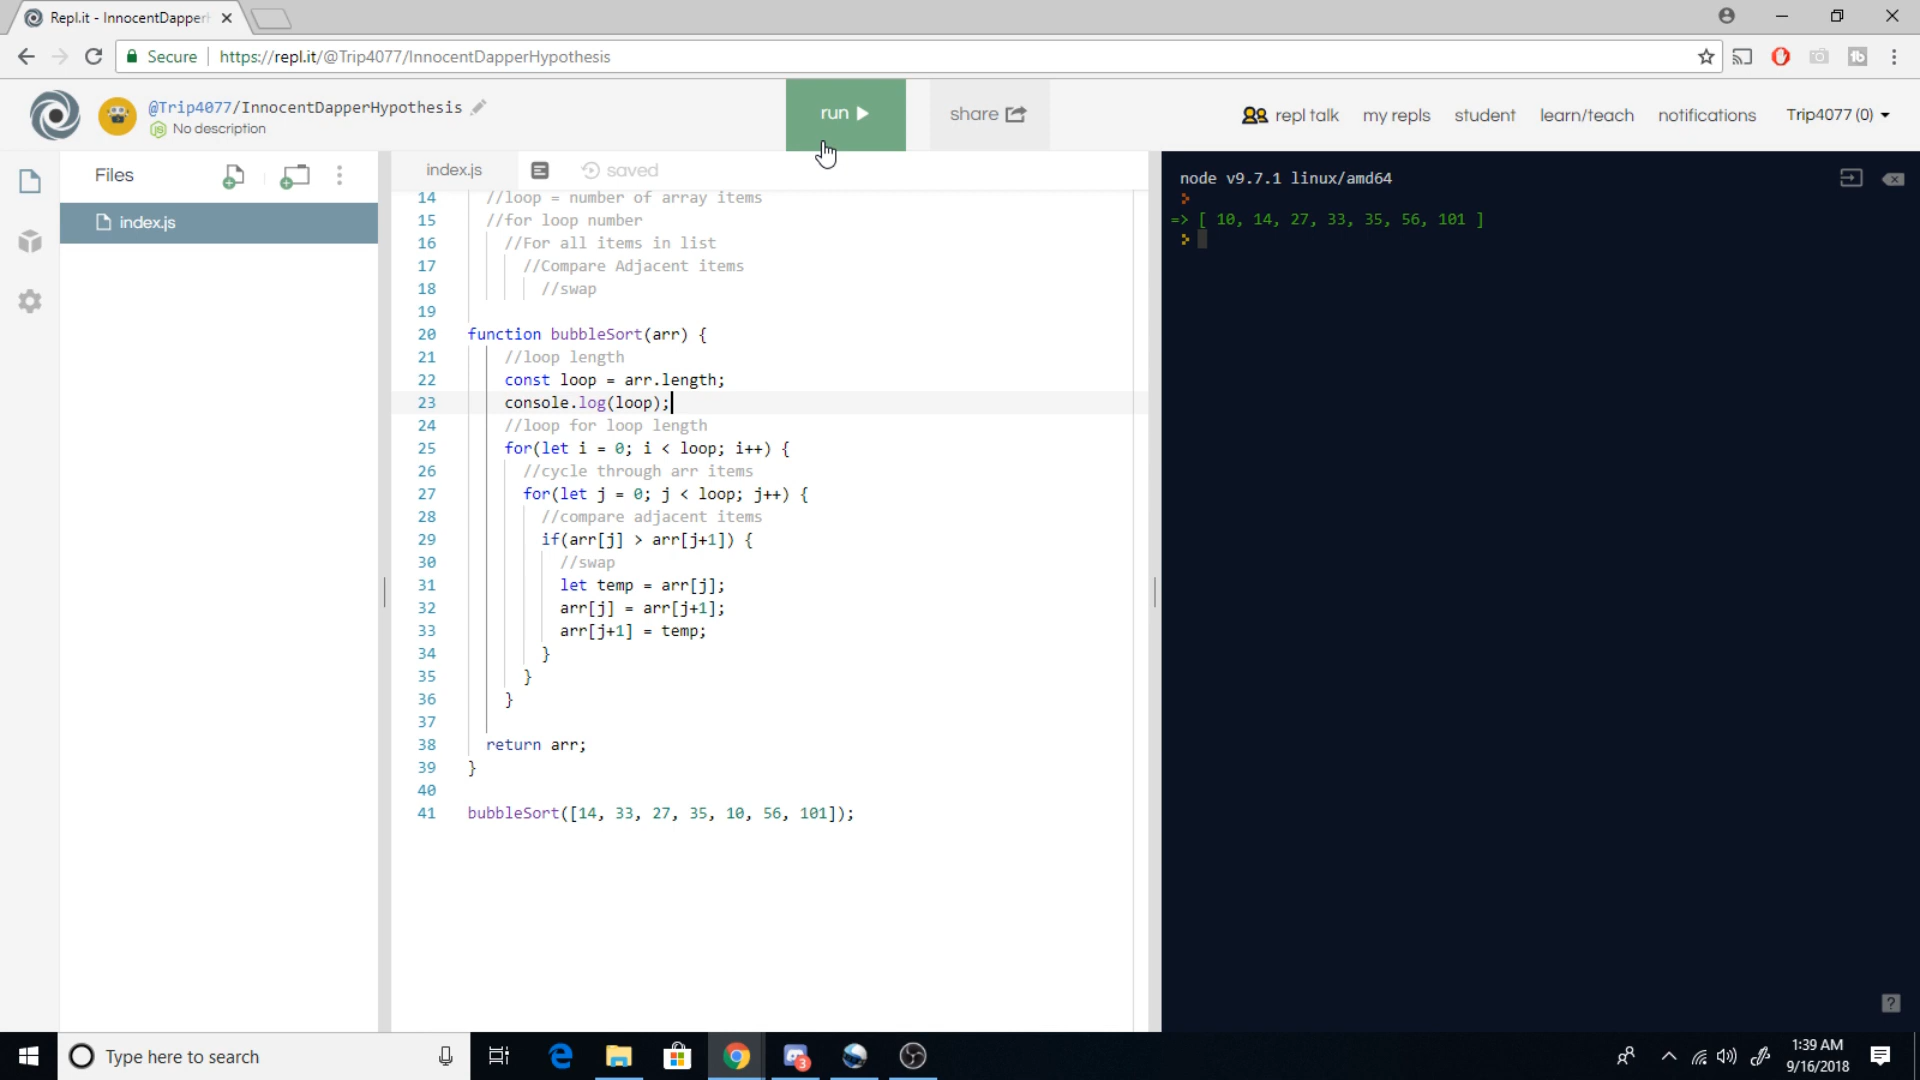 Repl.it - InnocentDapperH
Secure https://repl.it/@Trip4077/InnocentDapperHypothesis
@Trip4077/InnocentDapperHypothesis
No description
run
share
repl talk my repls student learn/teach notifications Trip4077 (0)
Files
index.js
index.js saved
14 //loop = number of array items
15 //for loop number
16 //For all items in list
17 //Compare Adjacent items
18 //swap
19
20 function bubbleSort(arr) {
21 //loop length
22 const loop = arr.length;
23 console.log(loop);
24 //loop for loop length
25 for(let i = 0; i < loop; i++) {
26 //cycle through arr items
27 for(let j = 0; j < loop; j++) {
28 //compare adjacent items
29 if(arr[j] > arr[j+1]) {
30 //swap
31 let temp = arr[j];
32 arr[j] = arr[j+1];
33 arr[j+1] = temp;
34 }
35 }
36 }
37
38 return arr;
39 }
40
41 bubbleSort([14, 33, 27, 35, 10, 56, 101]);
node v9.7.1 linux/amd64
=> [ 10, 14, 27, 33, 35, 56, 101 ]
?
Type here to search
3
1:39 AM
9/16/2018